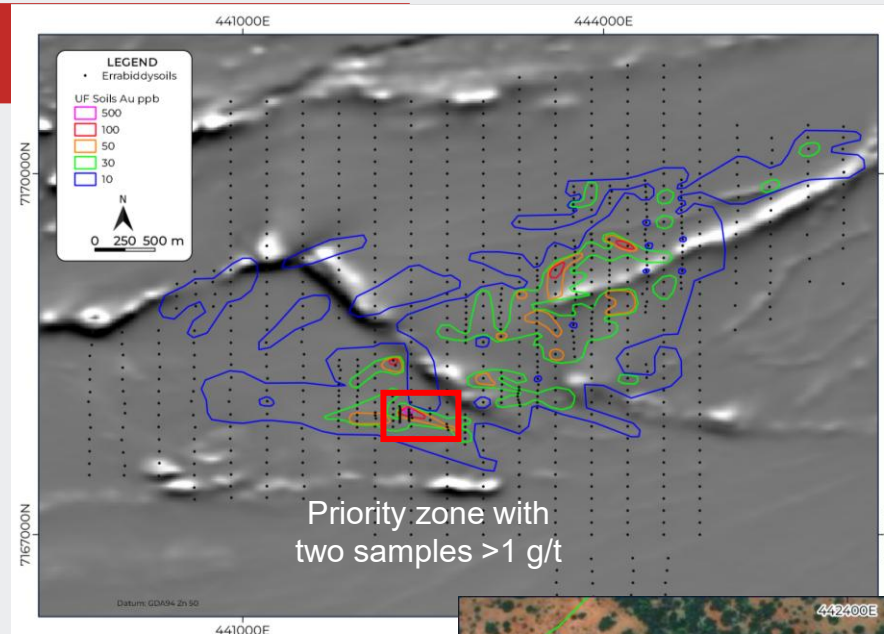 441000E
444000E
LEGEND
Errabiddysoils
UF Soils Au ppb
500
100
50
30
10
N
0 250 500 m
7170000N
7167000N
Priority zone with
two samples >1 g/t
Datum: GDA94 Zn 50
442400E
441000E